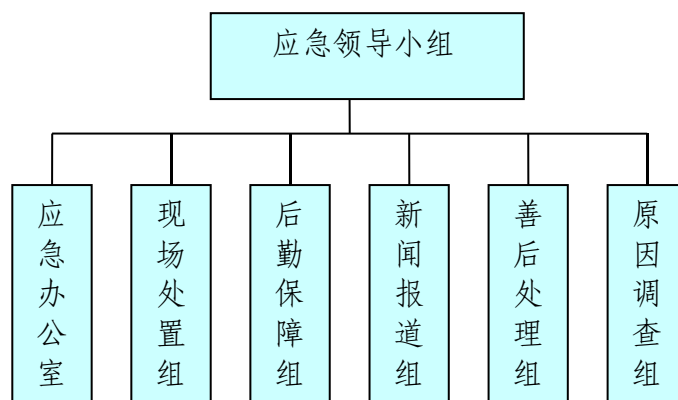 应急领导小组
应急办公室
现场处置组
后勤保障组
新闻报道组
善后处理组
原因调查组